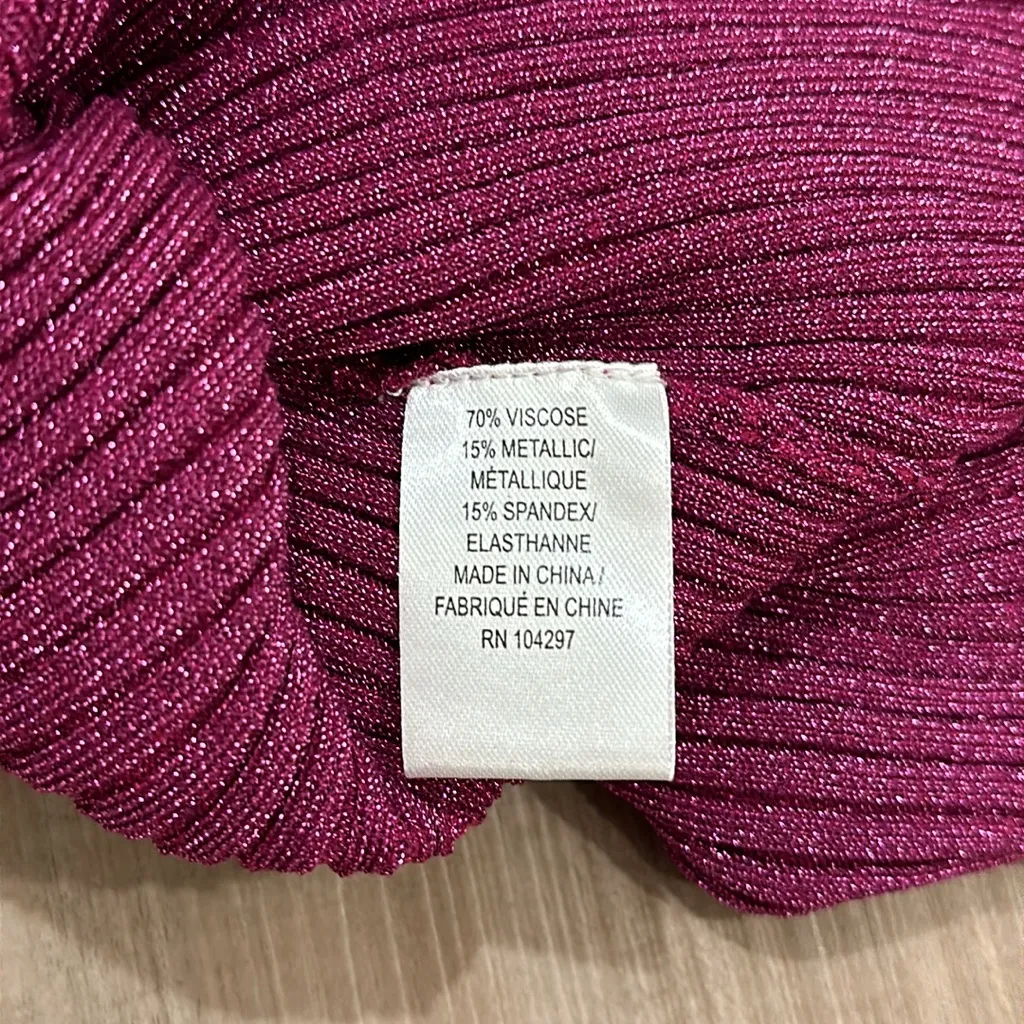 70% VISCOSE
15% METALLIC/
MÉTALLIQUE
15% SPANDEX/
ELASTHANNE
MADE IN CHINA /
FABRIQUÉ EN CHINE
RN 104297